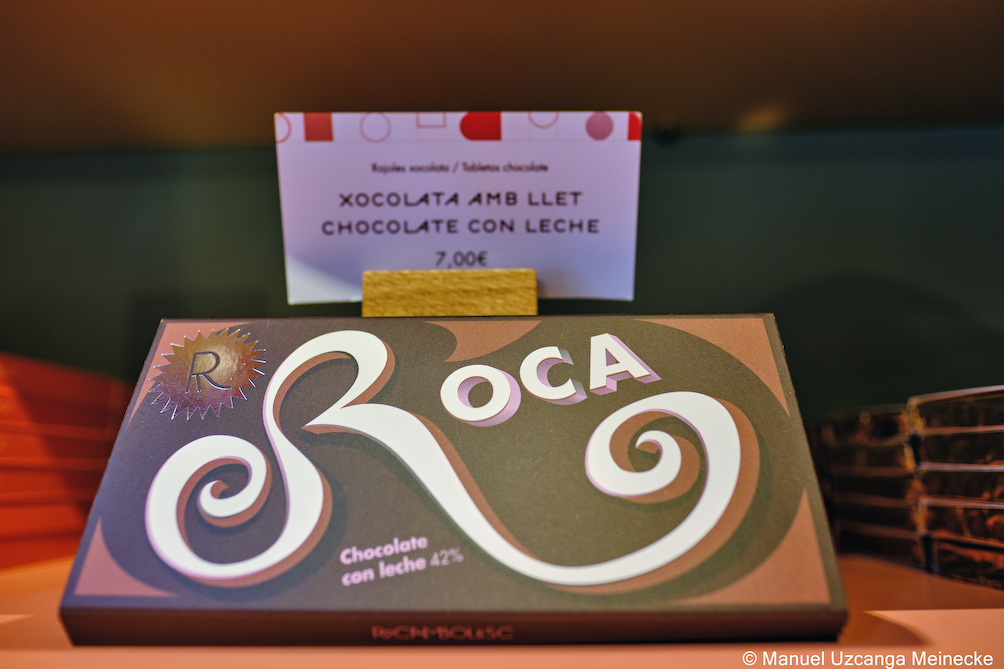 Rajoles xocolata / Tabletas chocolate
XOCOLATA AMB LLET
CHOCOLATE CON LECHE
7,00€
R
ROCA
Chocolate
con leche 42%
ROCAMBOLESC
© Manuel Uzcanga Meinecke